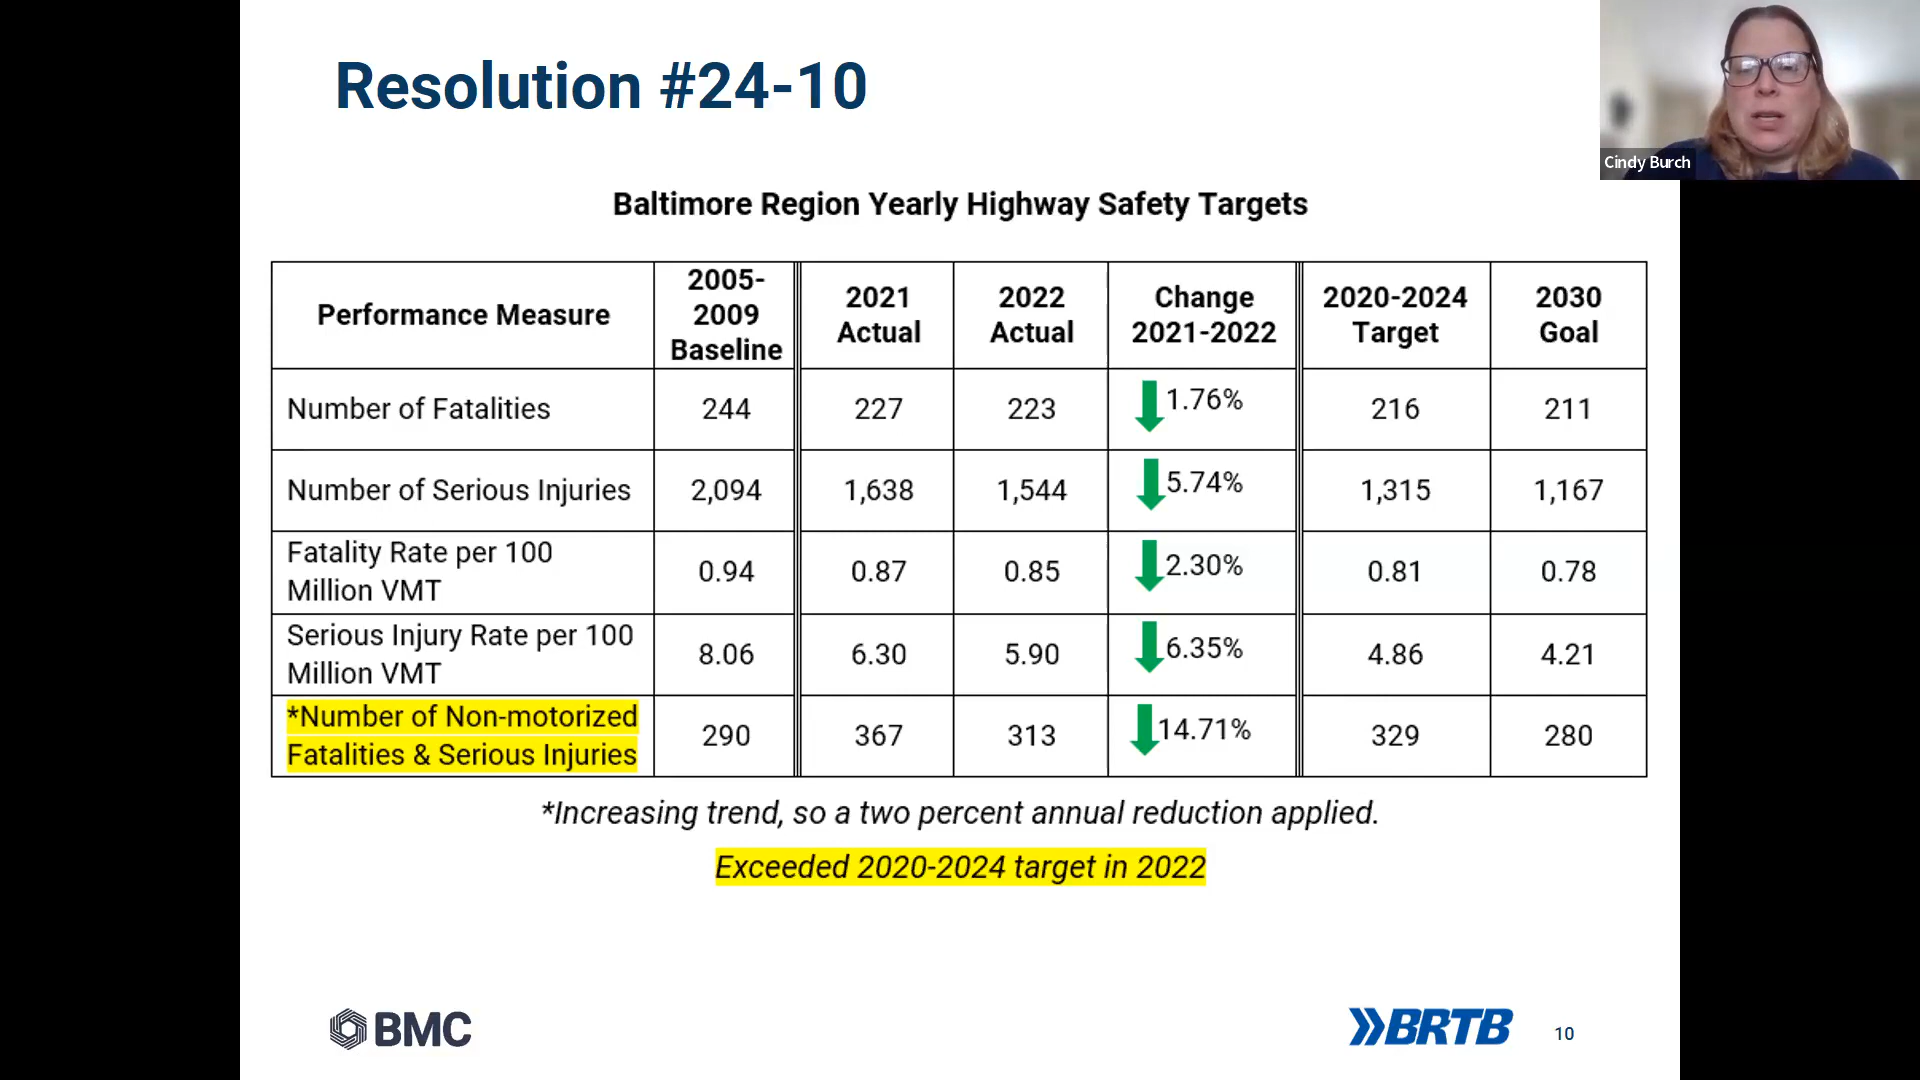 Resolution #24-10
Cindy Burch
Baltimore Region Yearly Highway Safety Targets
Performance Measure
2005-
2009
Baseline
2021
Actual
2022
Actual
Change
2021-2022
2020-2024
Target
2030
Goal
Number of Fatalities
244
227
223
1.76%
216
211
Number of Serious Injuries
2,094
1,638
1,544
5.74%
1,315
1,167
Fatality Rate per 100
Million VMT
0.94
0.87
0.85
2.30%
0.81
0.78
Serious Injury Rate per 100
Million VMT
8.06
6.30
5.90
6.35%
4.86
4.21
*Number of Non-motorized
Fatalities & Serious Injuries
290
367
313
14.71%
329
280
*Increasing trend, so a two percent annual reduction applied.
Exceeded 2020-2024 target in 2022
BMC
BRTB
10